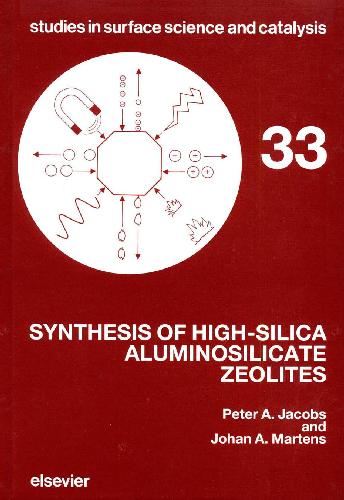 studies in surface science and catalysis
33
SYNTHESIS OF HIGH-SILICA
ALUMINOSILICATE
ZEOLITES
Peter A. Jacobs
and
Johan A. Martens
elsevier